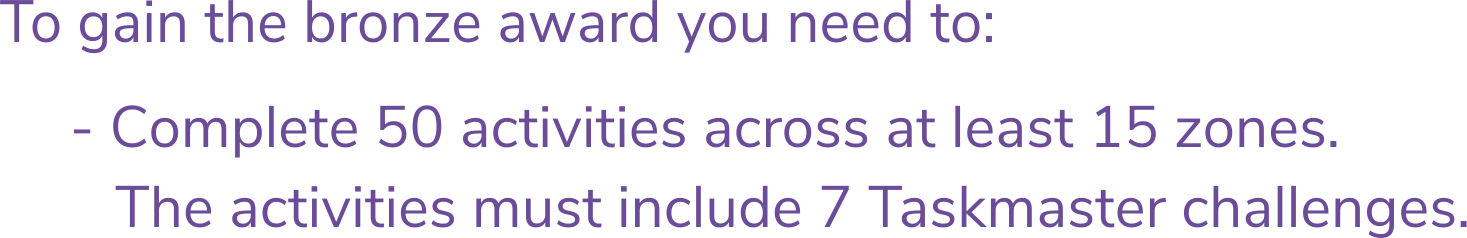 To gain the bronze award you need to:
- Complete 50 activities across at least 15 zones.
The activities must include 7 Taskmaster challenges.